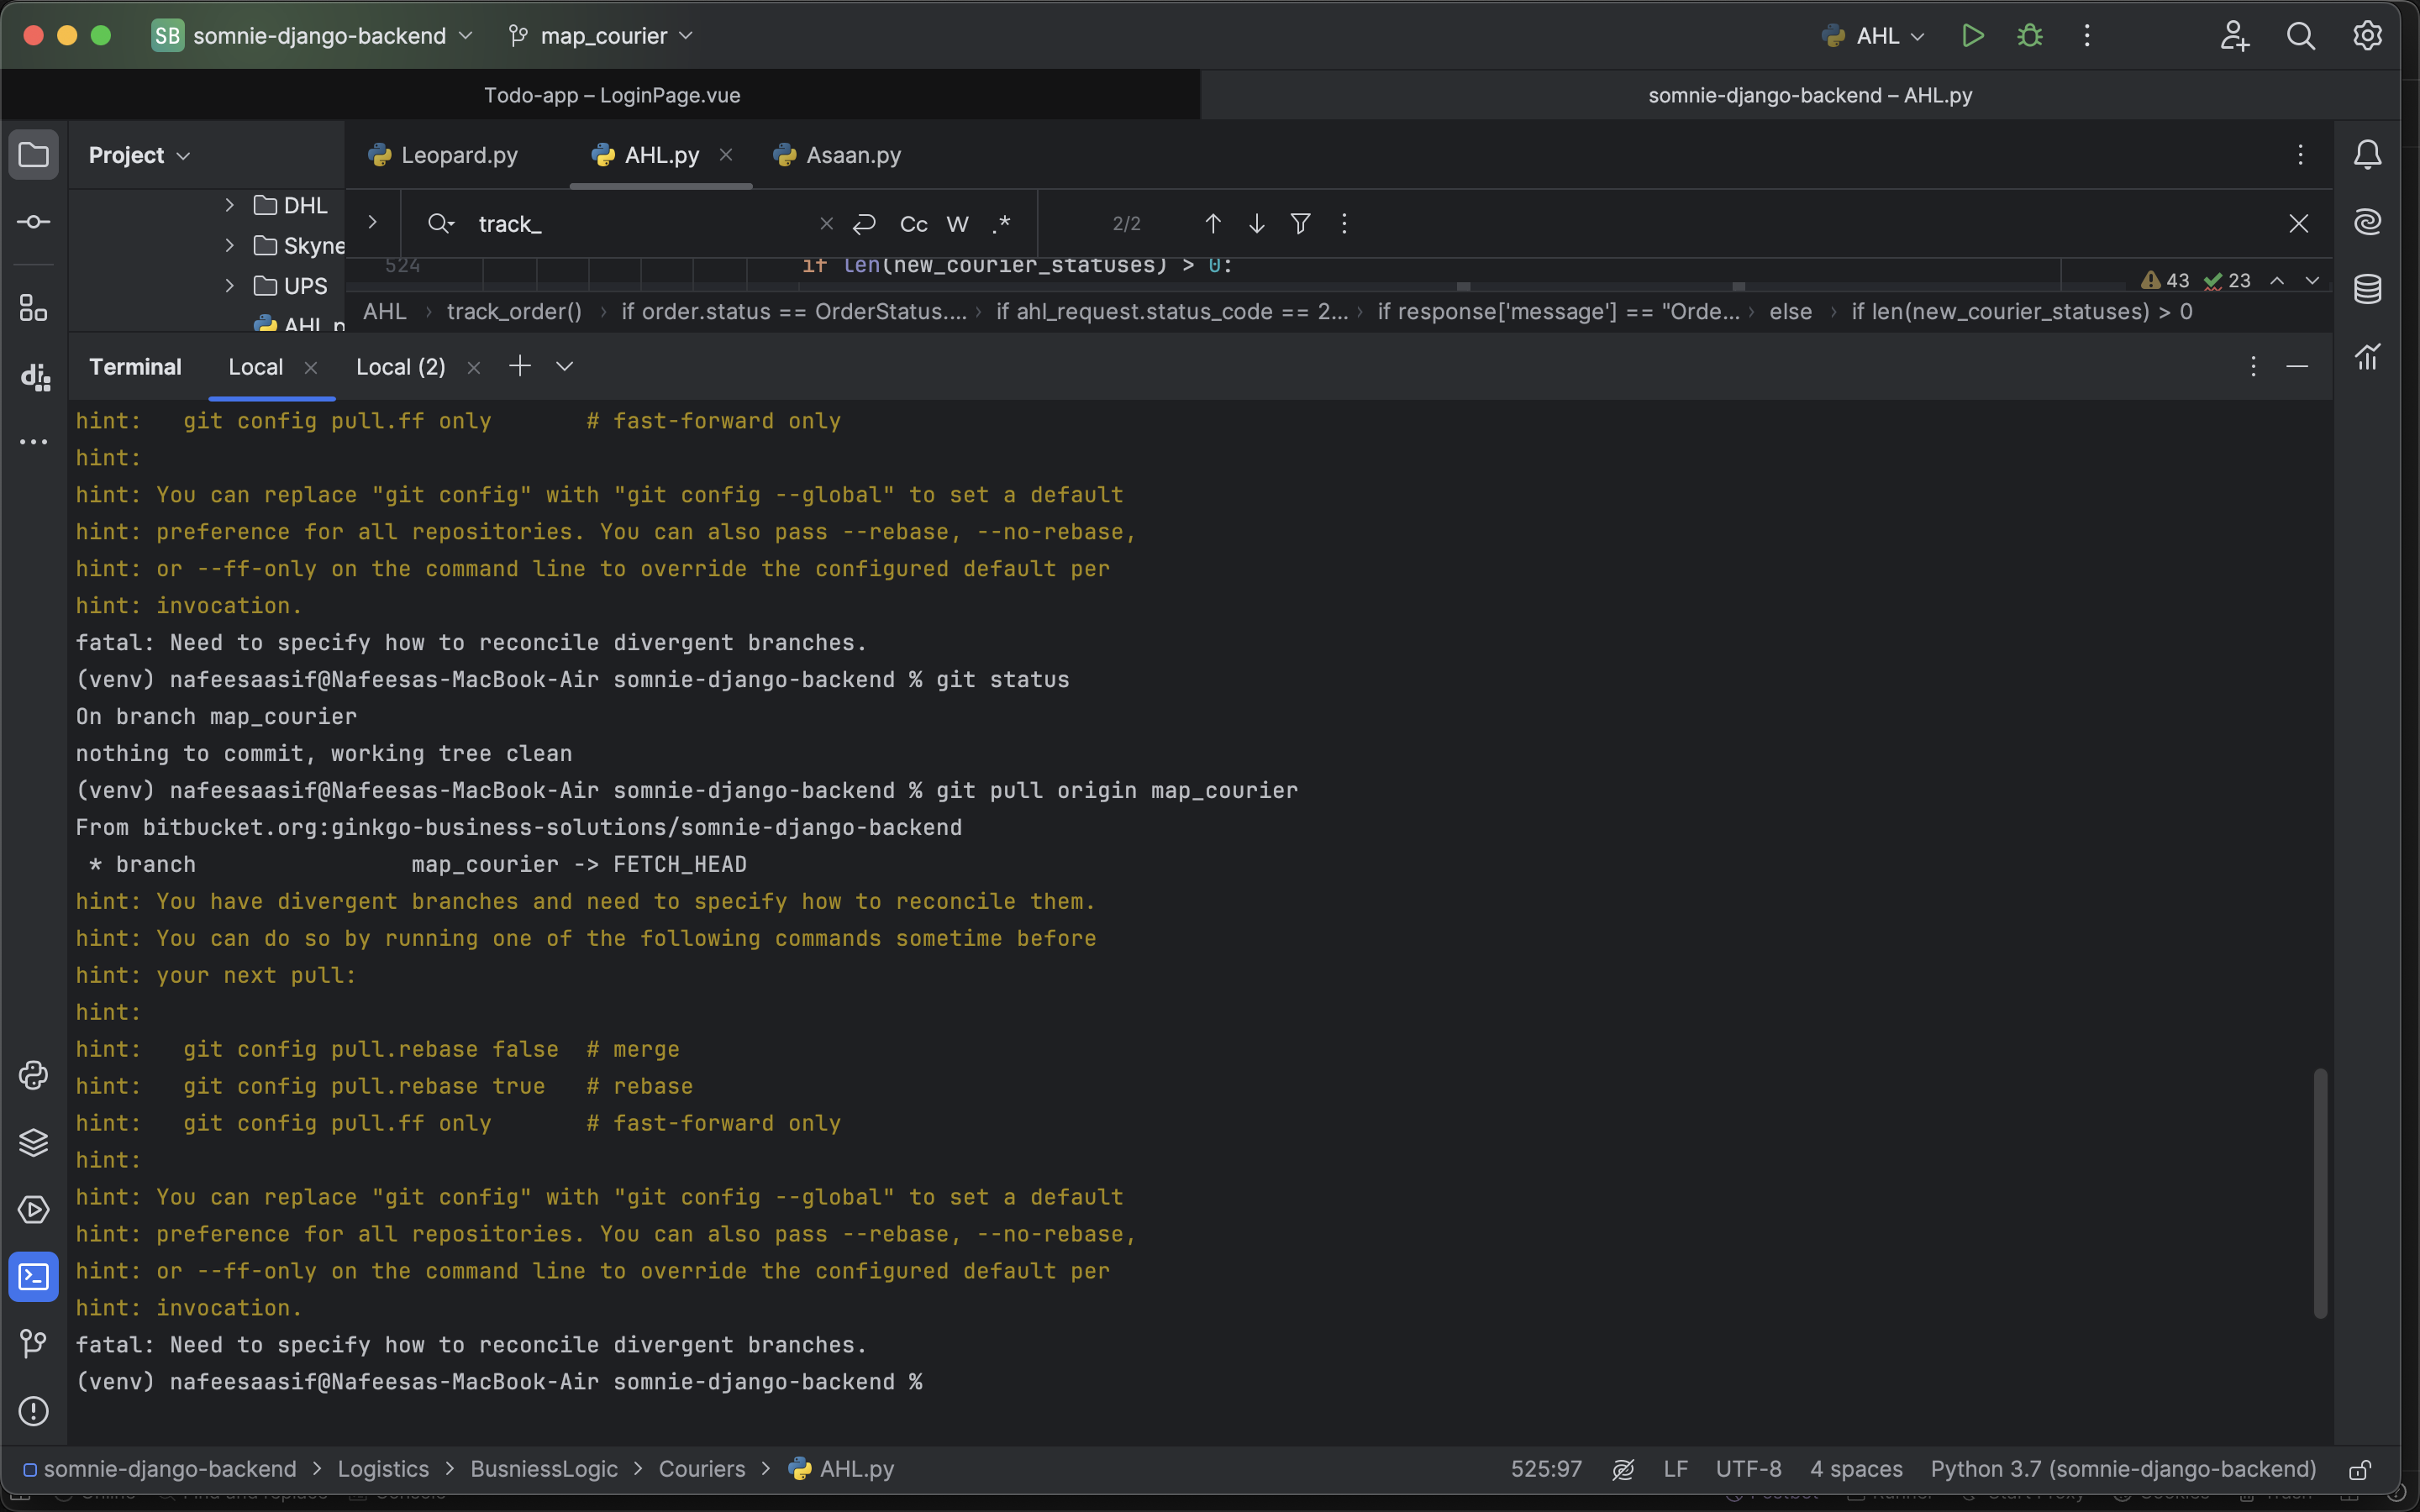 SB somnie-django-backend map_courier AHL
Todo-app – LoginPage.vue somnie-django-backend – AHL.py
Project Leopard.py AHL.py Asaan.py
DHL
track_ Cc W .* 2/2
Skyne
524 if len(new_courier_statuses) > 0:
UPS 43 23
AHL > track_order() > if order.status == OrderStatus.... > if ahl_request.status_code == 2... > if response['message'] == "Orde... > else > if len(new_courier_statuses) > 0
Terminal Local Local (2)
hint:   git config pull.ff only       # fast-forward only
hint:
hint: You can replace "git config" with "git config --global" to set a default
hint: preference for all repositories. You can also pass --rebase, --no-rebase,
hint: or --ff-only on the command line to override the configured default per
hint: invocation.
fatal: Need to specify how to reconcile divergent branches.
(venv) nafeesaasif@Nafeesas-MacBook-Air somnie-django-backend % git status
On branch map_courier
nothing to commit, working tree clean
(venv) nafeesaasif@Nafeesas-MacBook-Air somnie-django-backend % git pull origin map_courier
From bitbucket.org:ginkgo-business-solutions/somnie-django-backend
 * branch                map_courier -> FETCH_HEAD
hint: You have divergent branches and need to specify how to reconcile them.
hint: You can do so by running one of the following commands sometime before
hint: your next pull:
hint:
hint:   git config pull.rebase false  # merge
hint:   git config pull.rebase true   # rebase
hint:   git config pull.ff only       # fast-forward only
hint:
hint: You can replace "git config" with "git config --global" to set a default
hint: preference for all repositories. You can also pass --rebase, --no-rebase,
hint: or --ff-only on the command line to override the configured default per
hint: invocation.
fatal: Need to specify how to reconcile divergent branches.
(venv) nafeesaasif@Nafeesas-MacBook-Air somnie-django-backend %
somnie-django-backend > Logistics > BusniessLogic > Couriers > AHL.py 525:97 LF UTF-8 4 spaces Python 3.7 (somnie-django-backend)